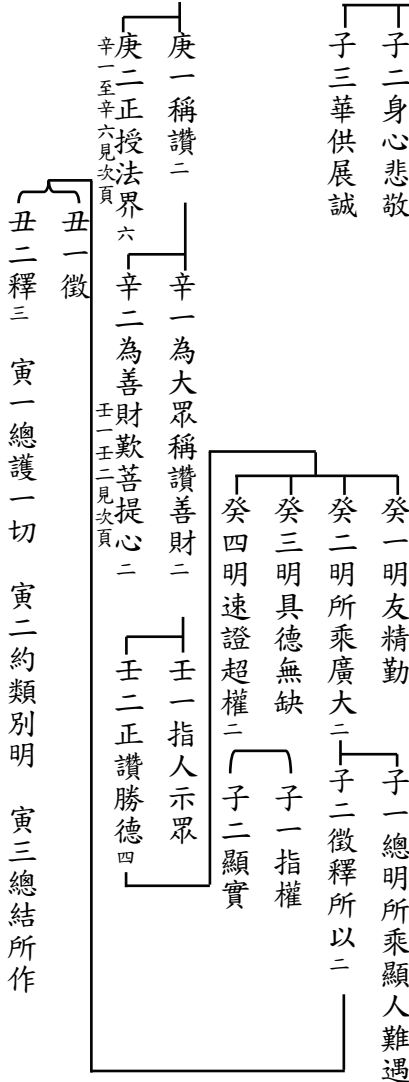 子二身心悲敬
子三華供展誠
庚一稱讚二
庚二正授法界六
辛一至辛六見次頁
辛一為大眾稱讚善財二
辛二為善財歎菩提心二
壬一壬二見次頁
壬一指人示眾
壬二正讚勝德四
癸一明友精勤
癸二明所乘廣大二
癸三明具德無缺
癸四明速證超權二
子一總明所乘顯人難遇
子二徵釋所以二
子一指權
子二顯實
丑一徵
丑二釋三 寅一總護一切 寅二約類別明 寅三總結所作